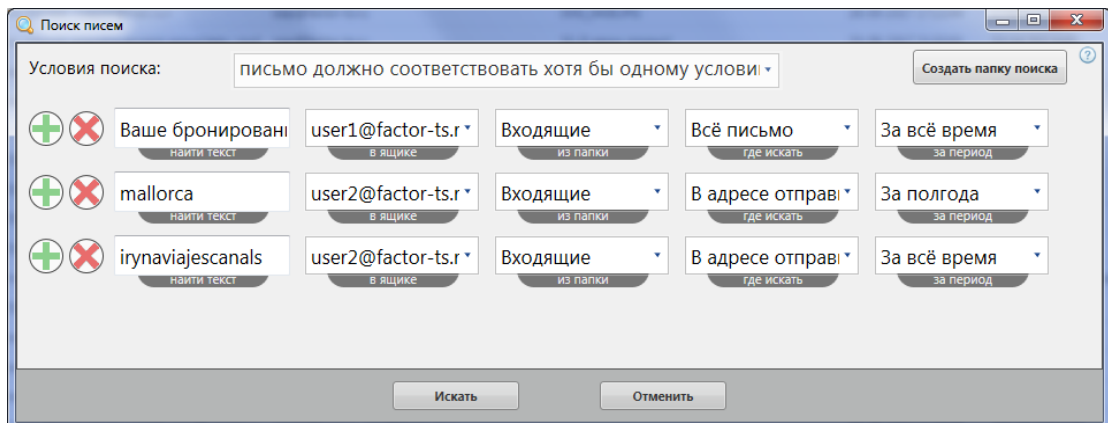 Поиск писем
Условия поиска: письмо должно соответствовать хотя бы одному услови Создать папку поиска
Ваше бронировани user1@factor-ts.r Входящие Всё письмо За всё время
найти текст в ящике из папки где искать за период
mallorca user2@factor-ts.r Входящие В адресе отправи За полгода
найти текст в ящике из папки где искать за период
irynaviajescanals user2@factor-ts.r Входящие В адресе отправи За всё время
найти текст в ящике из папки где искать за период
Искать Отменить